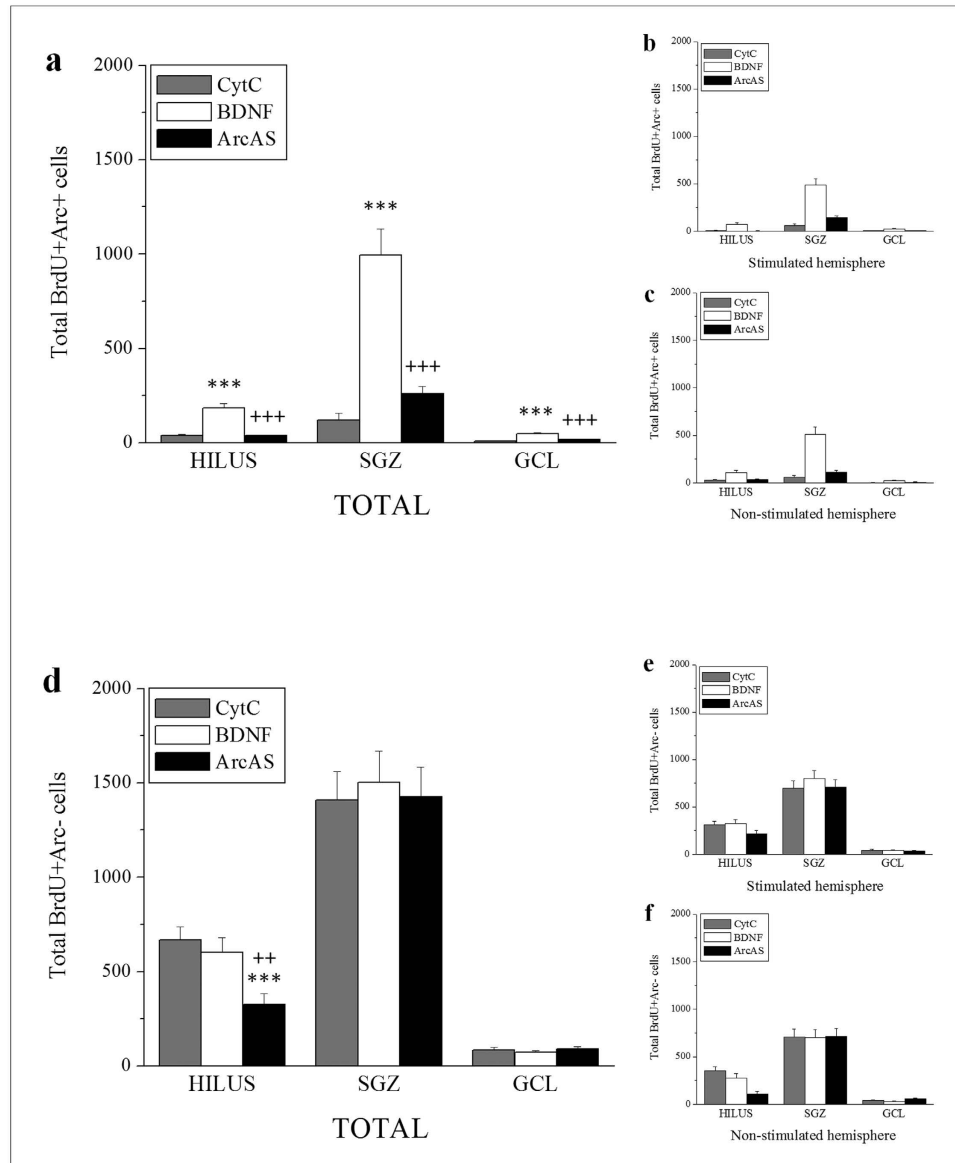 a
2000
1500
1000
500
0
Total BrdU+Arc+ cells
CytC
BDNF
ArcAS
***
+++
***
+++
***
+++
HILUS SGZ GCL
TOTAL
b
2000
1500
1000
500
0
Total BrdU+Arc+ cells
CytC
BDNF
ArcAS
HILUS SGZ GCL
Stimulated hemisphere
c
2000
1500
1000
500
0
Total BrdU+Arc+ cells
CytC
BDNF
ArcAS
HILUS SGZ GCL
Non-stimulated hemisphere
d
2000
1500
1000
500
0
Total BrdU+Arc- cells
CytC
BDNF
ArcAS
++
***
HILUS SGZ GCL
TOTAL
e
2000
1500
1000
500
0
Total BrdU+Arc- cells
CytC
BDNF
ArcAS
HILUS SGZ GCL
Stimulated hemisphere
f
2000
1500
1000
500
0
Total BrdU+Arc- cells
CytC
BDNF
ArcAS
HILUS SGZ GCL
Non-stimulated hemisphere